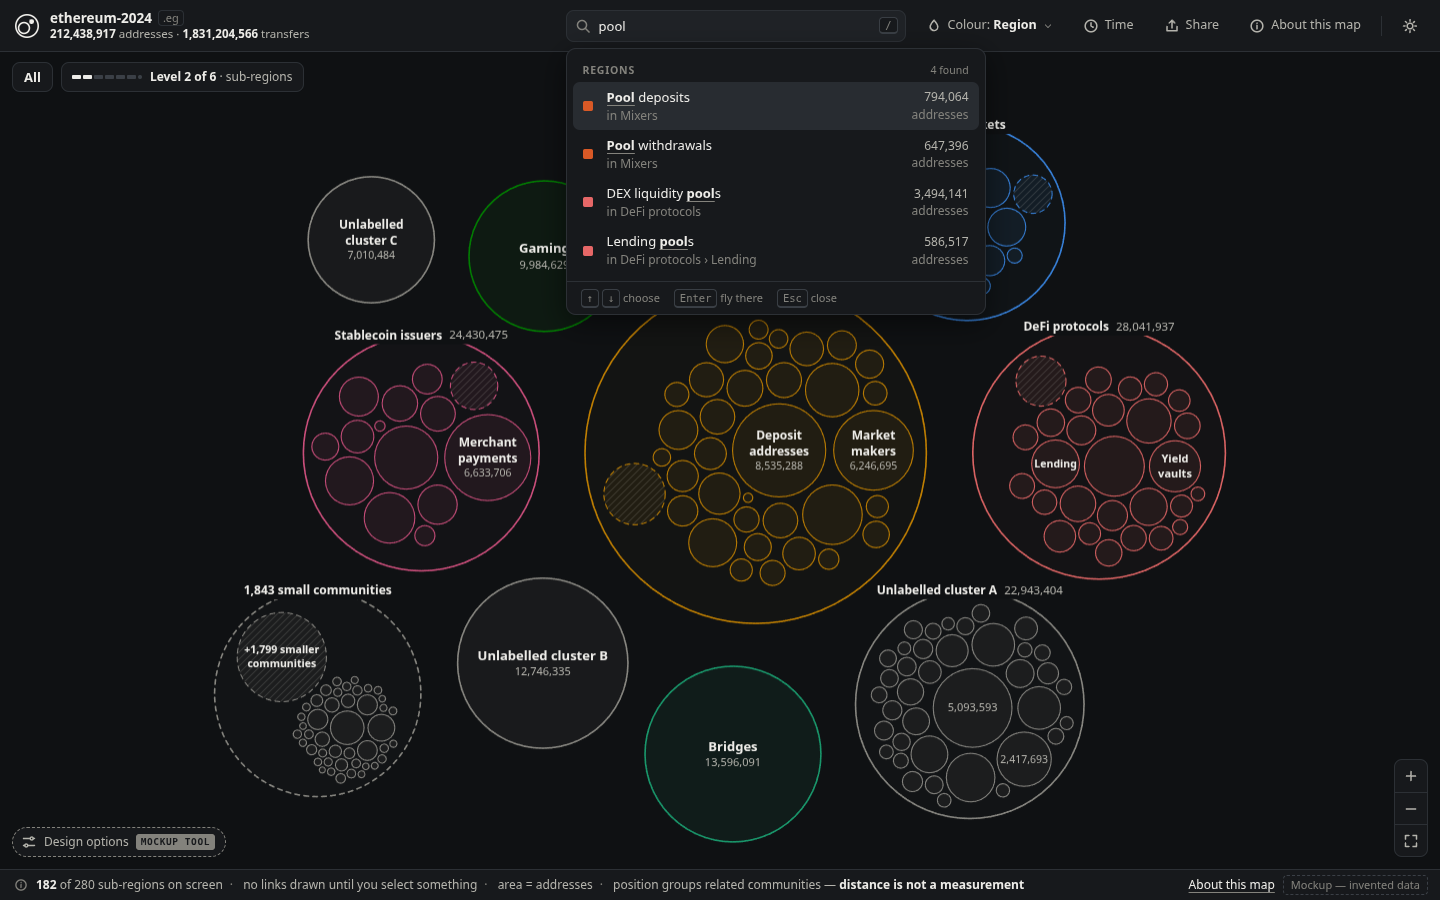 ethereum-2024 .eg
212,438,917 addresses · 1,831,204,566 transfers
pool /
Colour: Region
Time
Share
About this map
All
Level 2 of 6 · sub-regions
REGIONS 4 found
Pool deposits 794,064
in Mixers addresses
Pool withdrawals 647,396
in Mixers addresses
DEX liquidity pools 3,494,141
in DeFi protocols addresses
Lending pools 586,517
in DeFi protocols › Lending addresses
↑ ↓ choose Enter fly there Esc close
Unlabelled
cluster C
7,010,484
Gaming
Stablecoin issuers 24,430,475
DeFi protocols 28,041,937
Merchant
payments
6,633,706
Deposit
addresses
8,535,288
Market
makers
6,246,695
Lending
Yield
vaults
1,843 small communities
+1,799 smaller
communities
Unlabelled cluster B
12,746,335
Unlabelled cluster A 22,943,404
5,093,593
2,417,693
Bridges
13,596,091
+
−
Design options MOCKUP TOOL
182 of 280 sub-regions on screen · no links drawn until you select something · area = addresses · position groups related communities — distance is not a measurement
About this map
Mockup — invented data